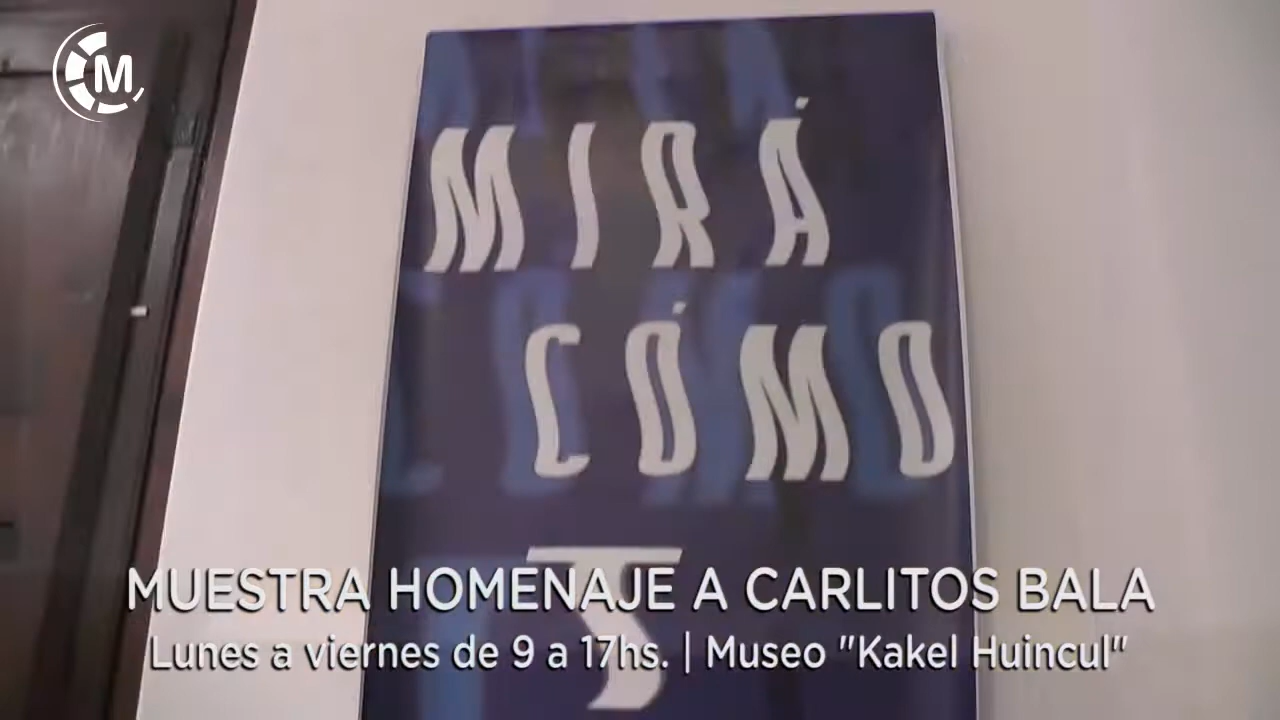 M
MIRÁ
CÓMO
T
MUESTRA HOMENAJE A CARLITOS BALA
Lunes a viernes de 9 a 17hs. | Museo "Kakel Huincul"